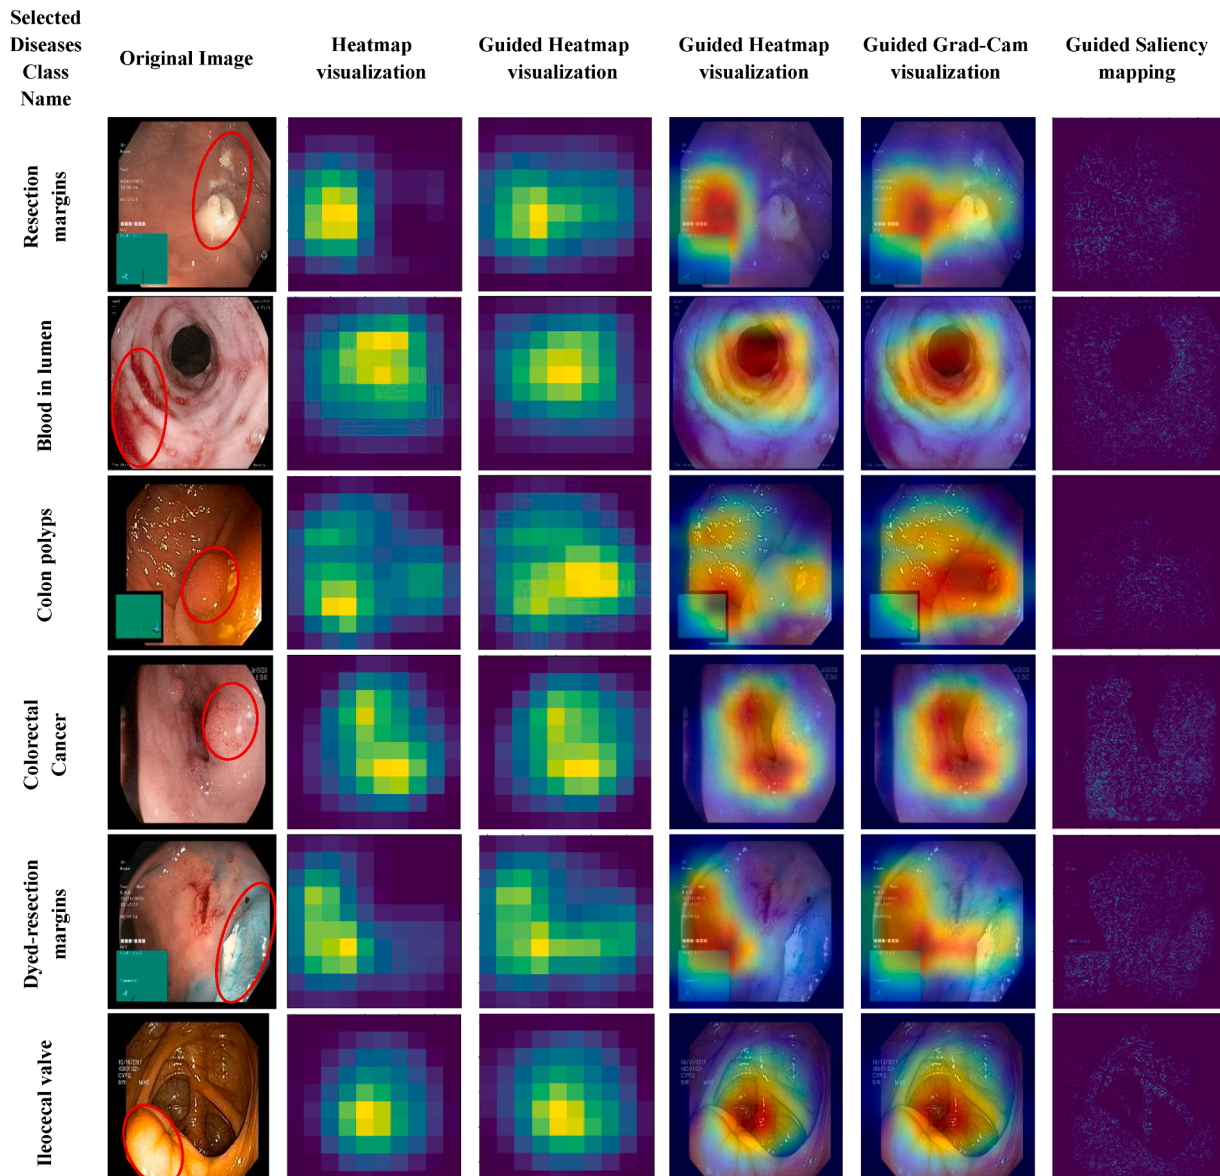 Selected
Diseases
Class
Name
Original Image
Heatmap
visualization
Guided Heatmap
visualization
Guided Heatmap
visualization
Guided Grad-Cam
visualization
Guided Saliency
mapping
Resection
margins
Blood in lumen
Colon polyps
Colorectal
Cancer
Dyed-resection
margins
Ileocecal valve